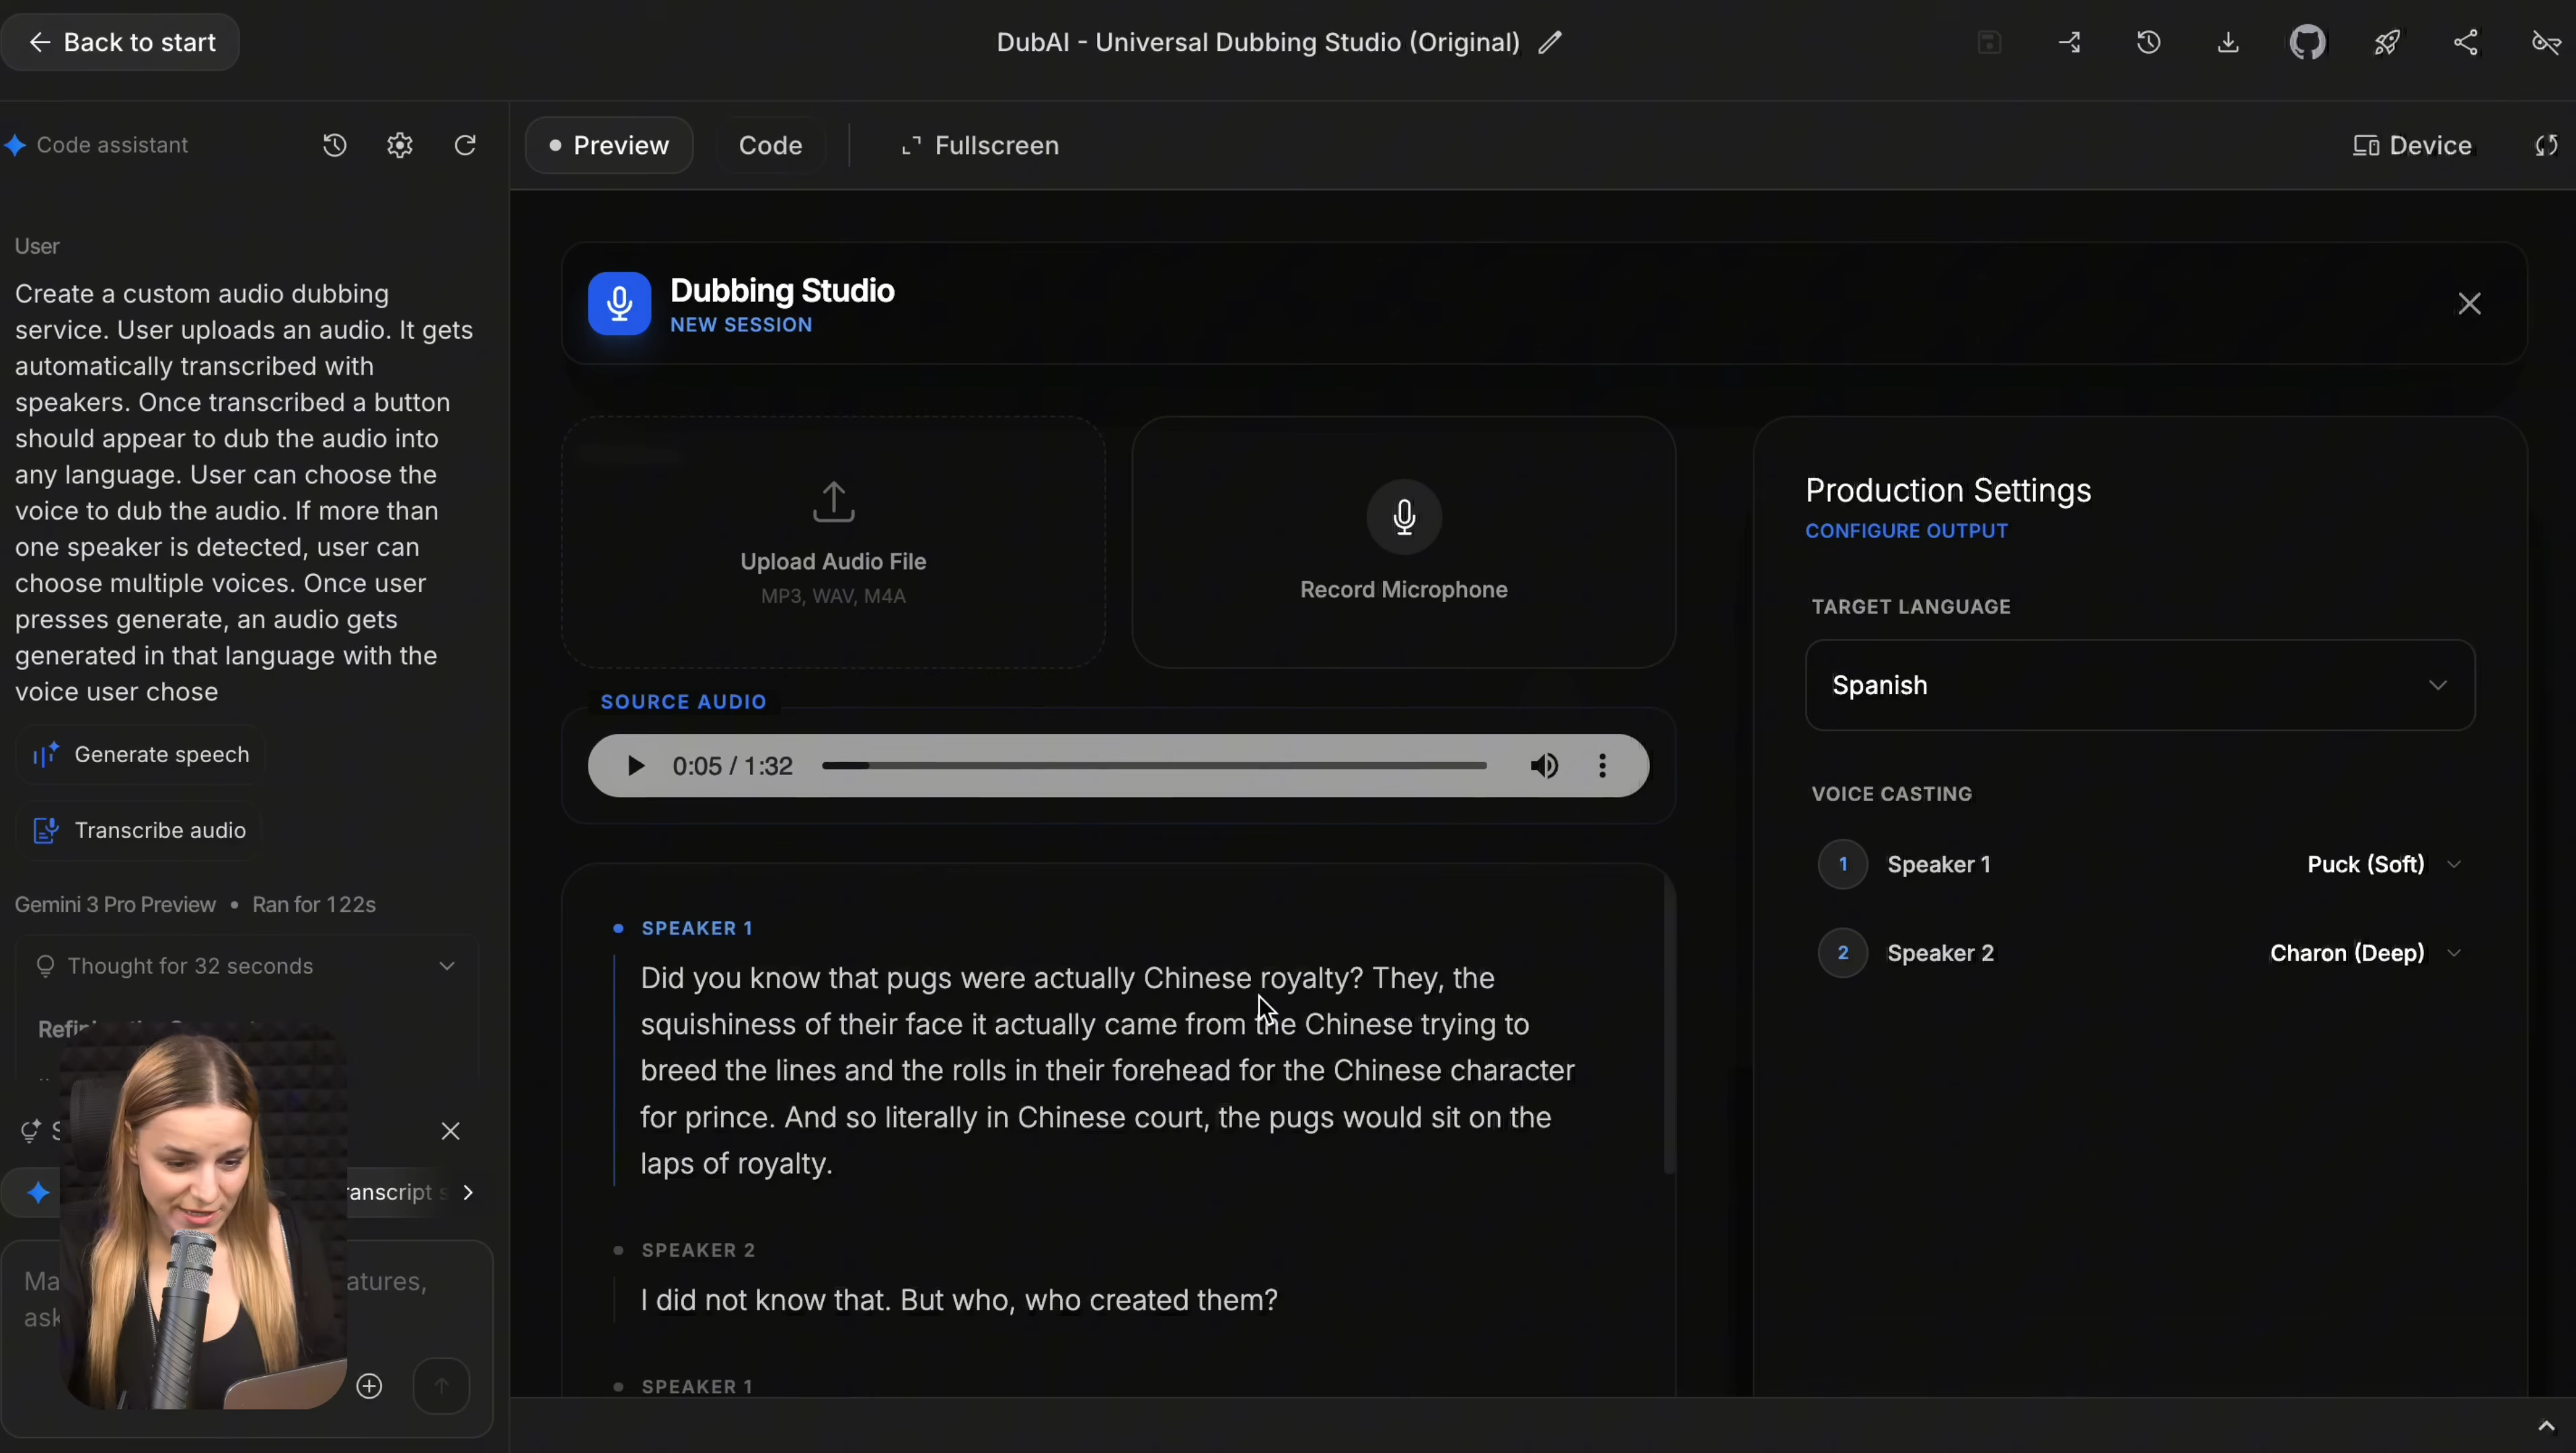 Back to start
DubAI - Universal Dubbing Studio (Original)
Code assistant
Preview
Code
Fullscreen
Device
User
Create a custom audio dubbing
service. User uploads an audio. It gets
automatically transcribed with
speakers. Once transcribed a button
should appear to dub the audio into
any language. User can choose the
voice to dub the audio. If more than
one speaker is detected, user can
choose multiple voices. Once user
presses generate, an audio gets
generated in that language with the
voice user chose
Generate speech
Transcribe audio
Gemini 3 Pro Preview • Ran for 122s
Thought for 32 seconds
Dubbing Studio
NEW SESSION
Upload Audio File
MP3, WAV, M4A
Record Microphone
SOURCE AUDIO
0:05 / 1:32
SPEAKER 1
Did you know that pugs were actually Chinese royalty? They, the
squishiness of their face it actually came from the Chinese trying to
breed the lines and the rolls in their forehead for the Chinese character
for prince. And so literally in Chinese court, the pugs would sit on the
laps of royalty.
SPEAKER 2
I did not know that. But who, who created them?
SPEAKER 1
Production Settings
CONFIGURE OUTPUT
TARGET LANGUAGE
Spanish
VOICE CASTING
1 Speaker 1 Puck (Soft)
2 Speaker 2 Charon (Deep)